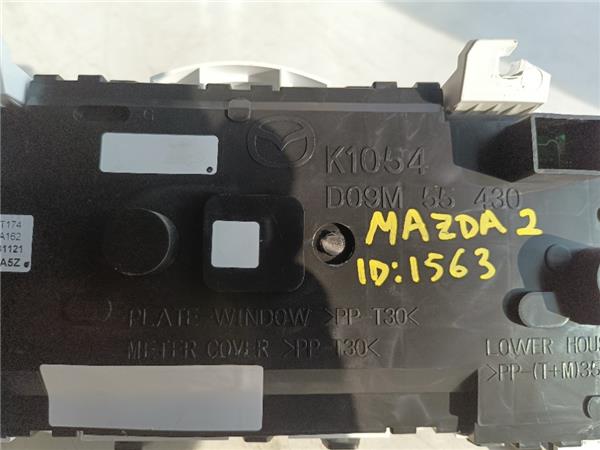 K1054
D09M 55 430
MAZDA 2
ID:1563
T174
A162
31121
A5Z
PLATE-WINDOW >PP-T30<
METER COVER >PP-T30<
LOWER HOUS
>PP-(T+M)35